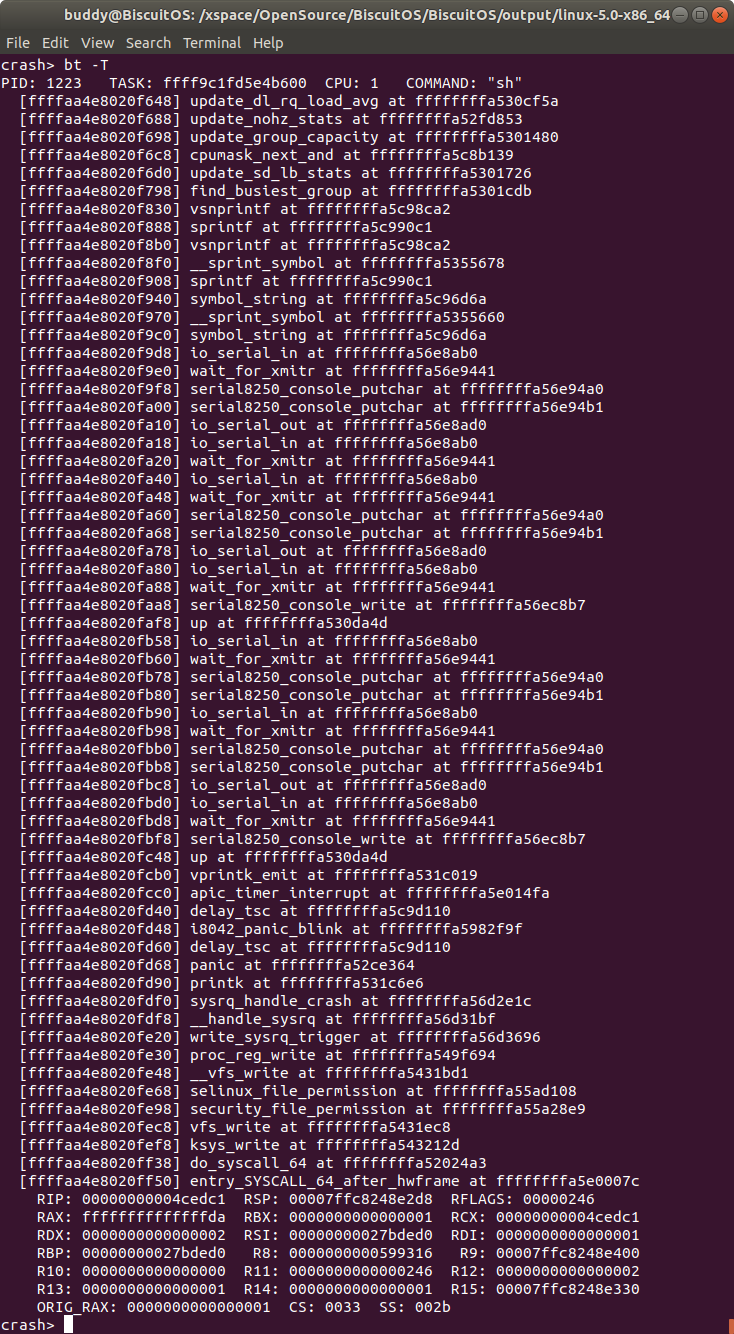 buddy@BiscuitOS: /xspace/OpenSource/BiscuitOS/BiscuitOS/output/linux-5.0-x86_64
File Edit View Search Terminal Help
crash> bt -T
PID: 1223   TASK: ffff9c1fd5e4b600  CPU: 1   COMMAND: "sh"
  [ffffaa4e8020f648] update_dl_rq_load_avg at ffffffffa530cf5a
  [ffffaa4e8020f688] update_nohz_stats at ffffffffa52fd853
  [ffffaa4e8020f698] update_group_capacity at ffffffffa5301480
  [ffffaa4e8020f6c8] cpumask_next_and at ffffffffa5c8b139
  [ffffaa4e8020f6d0] update_sd_lb_stats at ffffffffa5301726
  [ffffaa4e8020f798] find_busiest_group at ffffffffa5301cdb
  [ffffaa4e8020f830] vsnprintf at ffffffffa5c98ca2
  [ffffaa4e8020f888] sprintf at ffffffffa5c990c1
  [ffffaa4e8020f8b0] vsnprintf at ffffffffa5c98ca2
  [ffffaa4e8020f8f0] __sprint_symbol at ffffffffa5355678
  [ffffaa4e8020f908] sprintf at ffffffffa5c990c1
  [ffffaa4e8020f940] symbol_string at ffffffffa5c96d6a
  [ffffaa4e8020f970] __sprint_symbol at ffffffffa5355660
  [ffffaa4e8020f9c0] symbol_string at ffffffffa5c96d6a
  [ffffaa4e8020f9d8] io_serial_in at ffffffffa56e8ab0
  [ffffaa4e8020f9e0] wait_for_xmitr at ffffffffa56e9441
  [ffffaa4e8020f9f8] serial8250_console_putchar at ffffffffa56e94a0
  [ffffaa4e8020fa00] serial8250_console_putchar at ffffffffa56e94b1
  [ffffaa4e8020fa10] io_serial_out at ffffffffa56e8ad0
  [ffffaa4e8020fa18] io_serial_in at ffffffffa56e8ab0
  [ffffaa4e8020fa20] wait_for_xmitr at ffffffffa56e9441
  [ffffaa4e8020fa40] io_serial_in at ffffffffa56e8ab0
  [ffffaa4e8020fa48] wait_for_xmitr at ffffffffa56e9441
  [ffffaa4e8020fa60] serial8250_console_putchar at ffffffffa56e94a0
  [ffffaa4e8020fa68] serial8250_console_putchar at ffffffffa56e94b1
  [ffffaa4e8020fa78] io_serial_out at ffffffffa56e8ad0
  [ffffaa4e8020fa80] io_serial_in at ffffffffa56e8ab0
  [ffffaa4e8020fa88] wait_for_xmitr at ffffffffa56e9441
  [ffffaa4e8020faa8] serial8250_console_write at ffffffffa56ec8b7
  [ffffaa4e8020faf8] up at ffffffffa530da4d
  [ffffaa4e8020fb58] io_serial_in at ffffffffa56e8ab0
  [ffffaa4e8020fb60] wait_for_xmitr at ffffffffa56e9441
  [ffffaa4e8020fb78] serial8250_console_putchar at ffffffffa56e94a0
  [ffffaa4e8020fb80] serial8250_console_putchar at ffffffffa56e94b1
  [ffffaa4e8020fb90] io_serial_in at ffffffffa56e8ab0
  [ffffaa4e8020fb98] wait_for_xmitr at ffffffffa56e9441
  [ffffaa4e8020fbb0] serial8250_console_putchar at ffffffffa56e94a0
  [ffffaa4e8020fbb8] serial8250_console_putchar at ffffffffa56e94b1
  [ffffaa4e8020fbc8] io_serial_out at ffffffffa56e8ad0
  [ffffaa4e8020fbd0] io_serial_in at ffffffffa56e8ab0
  [ffffaa4e8020fbd8] wait_for_xmitr at ffffffffa56e9441
  [ffffaa4e8020fbf8] serial8250_console_write at ffffffffa56ec8b7
  [ffffaa4e8020fc48] up at ffffffffa530da4d
  [ffffaa4e8020fcb0] vprintk_emit at ffffffffa531c019
  [ffffaa4e8020fcc0] apic_timer_interrupt at ffffffffa5e014fa
  [ffffaa4e8020fd40] delay_tsc at ffffffffa5c9d110
  [ffffaa4e8020fd48] i8042_panic_blink at ffffffffa5982f9f
  [ffffaa4e8020fd60] delay_tsc at ffffffffa5c9d110
  [ffffaa4e8020fd68] panic at ffffffffa52ce364
  [ffffaa4e8020fd90] printk at ffffffffa531c6e6
  [ffffaa4e8020fdf0] sysrq_handle_crash at ffffffffa56d2e1c
  [ffffaa4e8020fdf8] __handle_sysrq at ffffffffa56d31bf
  [ffffaa4e8020fe20] write_sysrq_trigger at ffffffffa56d3696
  [ffffaa4e8020fe30] proc_reg_write at ffffffffa549f694
  [ffffaa4e8020fe48] __vfs_write at ffffffffa5431bd1
  [ffffaa4e8020fe68] selinux_file_permission at ffffffffa55ad108
  [ffffaa4e8020fe98] security_file_permission at ffffffffa55a28e9
  [ffffaa4e8020fec8] vfs_write at ffffffffa5431ec8
  [ffffaa4e8020fef8] ksys_write at ffffffffa543212d
  [ffffaa4e8020ff38] do_syscall_64 at ffffffffa52024a3
  [ffffaa4e8020ff50] entry_SYSCALL_64_after_hwframe at ffffffffa5e0007c
    RIP: 00000000004cedc1  RSP: 00007ffc8248e2d8  RFLAGS: 00000246
    RAX: ffffffffffffffda  RBX: 0000000000000001  RCX: 00000000004cedc1
    RDX: 0000000000000002  RSI: 00000000027bded0  RDI: 0000000000000001
    RBP: 00000000027bded0   R8: 0000000000599316   R9: 00007ffc8248e400
    R10: 0000000000000000  R11: 0000000000000246  R12: 0000000000000002
    R13: 0000000000000001  R14: 0000000000000001  R15: 00007ffc8248e330
    ORIG_RAX: 0000000000000001  CS: 0033  SS: 002b
crash>